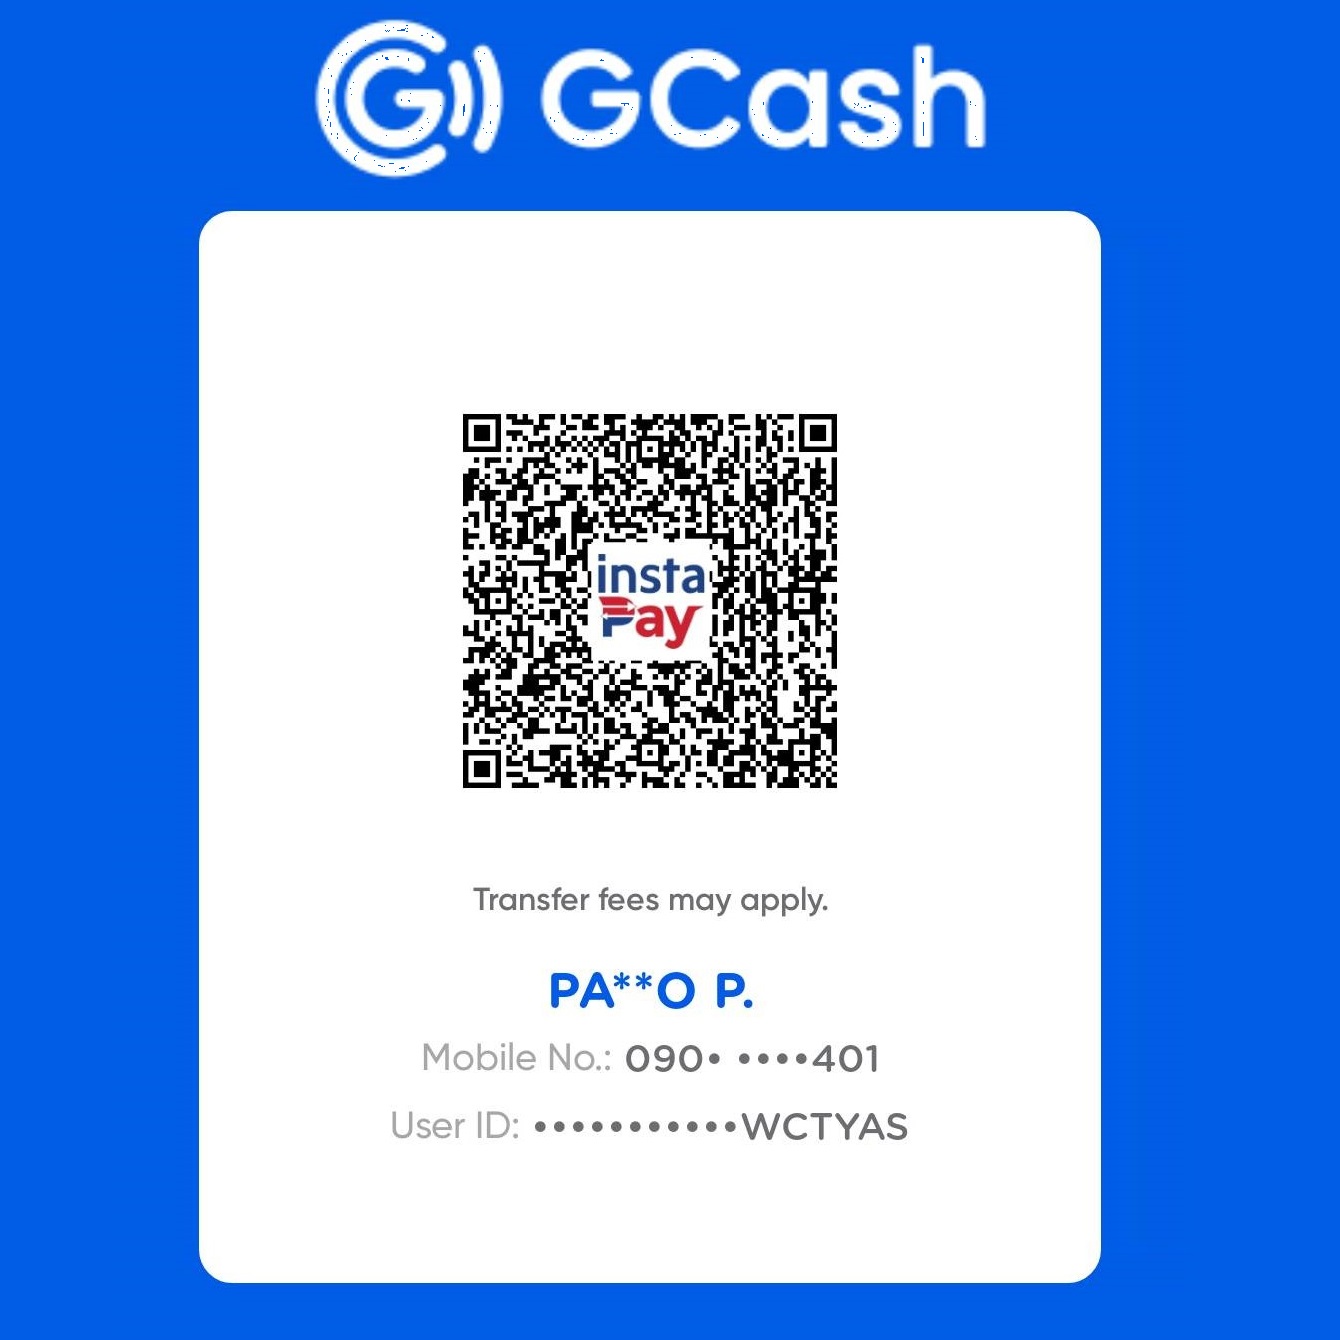 GCash
insta
Pay
Transfer fees may apply.
PA**O P.
Mobile No.: 090• ••••401
User ID: •••••••••••WCTYAS